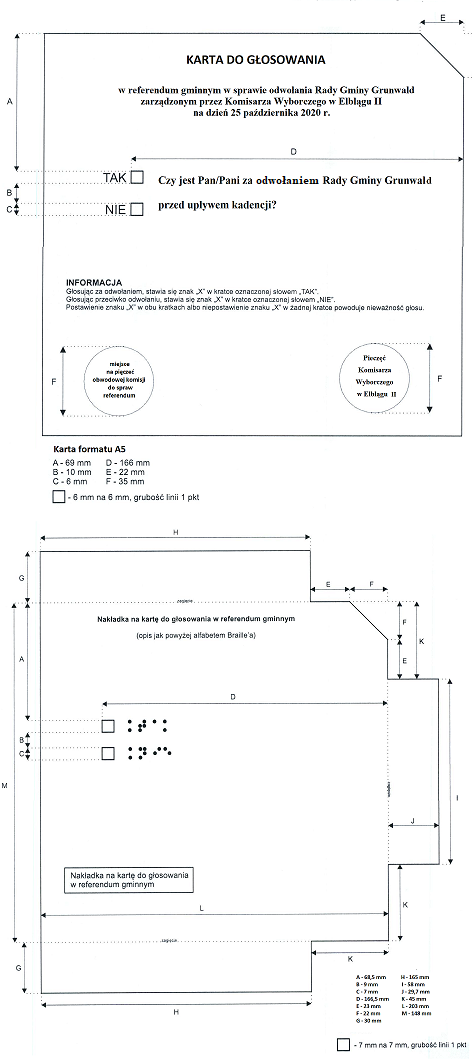 E
KARTA DO GŁOSOWANIA
w referendum gminnym w sprawie odwołania Rady Gminy Grunwald
zarządzonym przez Komisarza Wyborczego w Elblągu II
na dzień 25 października 2020 r.
A
D
TAK Czy jest Pan/Pani za odwołaniem Rady Gminy Grunwald
B
C
NIE przed upływem kadencji?
INFORMACJA
Głosując za odwołaniem, stawia się znak „X” w kratce oznaczonej słowem „TAK”.
Głosując przeciwko odwołaniu, stawia się znak „X” w kratce oznaczonej słowem „NIE”.
Postawienie znaku „X” w obu kratkach albo niepostawienie znaku „X” w żadnej kratce powoduje nieważność głosu.
F
miejsce
na pieczęć
obwodowej komisji
do spraw
referendum
Pieczęć
Komisarza
Wyborczego
w Elblągu II
F
Karta formatu A5
A - 69 mm D - 166 mm
B - 10 mm E - 22 mm
C - 6 mm F - 35 mm
- 6 mm na 6 mm, grubość linii 1 pkt
H
G
E F
zagięcie
Nakładka na kartę do głosowania w referendum gminnym
(opis jak powyżej alfabetem Braille'a)
F
K
E
A
D
B
C
M
I
J
Nakładka na kartę do głosowania
w referendum gminnym
L
K
zagięcie
K
G
H
A - 68,5 mm H - 165 mm
B - 9 mm I - 58 mm
C - 7 mm J - 29,7 mm
D - 166,5 mm K - 45 mm
E - 23 mm L - 203 mm
F - 22 mm M - 148 mm
G - 30 mm
- 7 mm na 7 mm, grubość linii 1 pkt